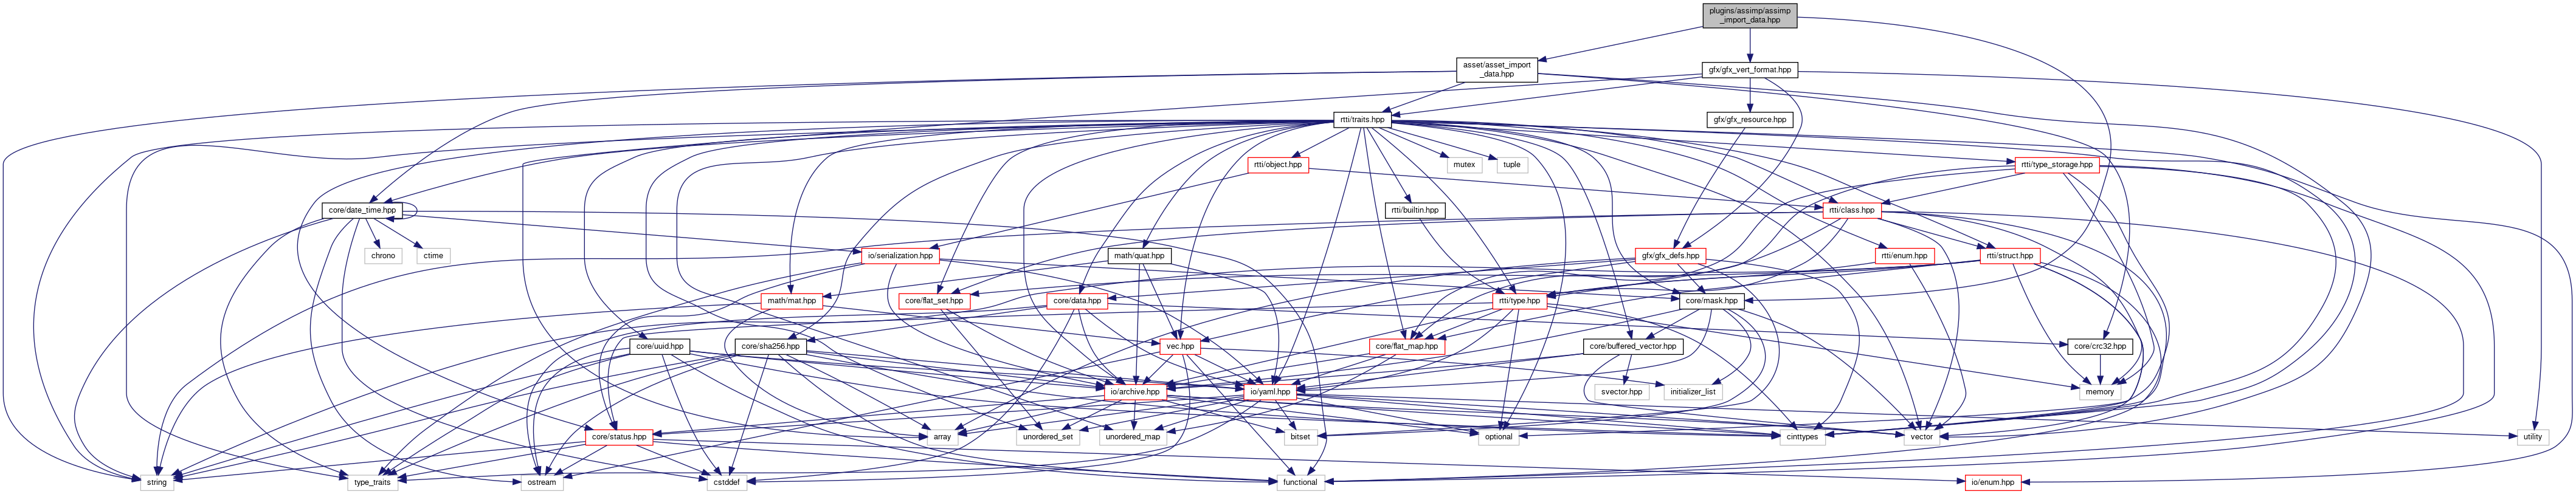 plugins/assimp/assimp
_import_data.hpp
asset/asset_import
_data.hpp
gfx/gfx_vert_format.hpp
rtti/traits.hpp
gfx/gfx_resource.hpp
rtti/object.hpp
mutex
tuple
rtti/type_storage.hpp
core/date_time.hpp
rtti/builtin.hpp
rtti/class.hpp
chrono
ctime
io/serialization.hpp
math/quat.hpp
gfx/gfx_defs.hpp
rtti/enum.hpp
rtti/struct.hpp
math/mat.hpp
core/flat_set.hpp
core/data.hpp
rtti/type.hpp
core/mask.hpp
core/uuid.hpp
core/sha256.hpp
vec.hpp
core/flat_map.hpp
core/buffered_vector.hpp
core/crc32.hpp
io/archive.hpp
io/yaml.hpp
svector.hpp
initializer_list
memory
core/status.hpp
array
unordered_set
unordered_map
bitset
optional
cinttypes
vector
utility
string
type_traits
ostream
cstddef
functional
io/enum.hpp